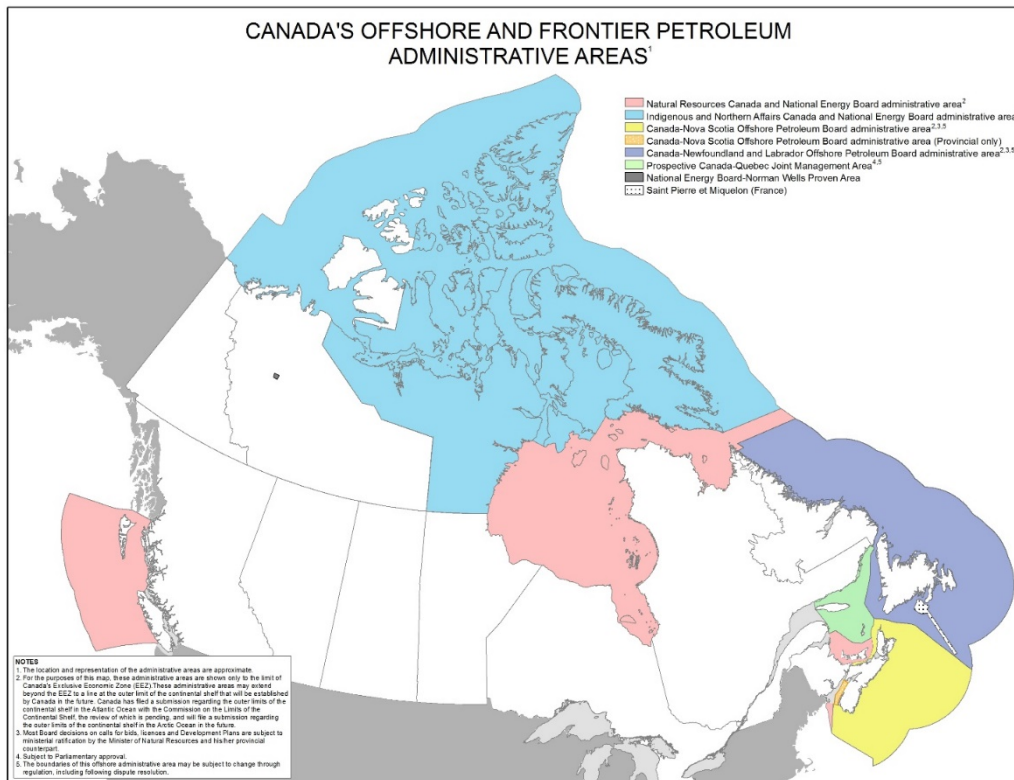 CANADA'S OFFSHORE AND FRONTIER PETROLEUM
ADMINISTRATIVE AREAS1
Natural Resources Canada and National Energy Board administrative area2
Indigenous and Northern Affairs Canada and National Energy Board administrative area
Canada-Nova Scotia Offshore Petroleum Board administrative area2,3,5
Canada-Nova Scotia Offshore Petroleum Board administrative area (Provincial only)
Canada-Newfoundland and Labrador Offshore Petroleum Board administrative area2,3,5
Prospective Canada-Quebec Joint Management Area4,5
National Energy Board-Norman Wells Proven Area
Saint Pierre et Miquelon (France)
NOTES
1. The location and representation of the administrative areas are approximate.
2. For the purposes of this map, these administrative areas are shown only to the limit of
Canada's Exclusive Economic Zone (EEZ).These administrative areas may extend
beyond the EEZ to a line at the outer limit of the continental shelf that will be established
by Canada in the future. Canada has filed a submission regarding the outer limits of the
continental shelf in the Atlantic Ocean with the Commission on the Limits of the
Continental Shelf, the review of which is pending, and will file a submission regarding
the outer limits of the continental shelf in the Arctic Ocean in the future.
3. Most Board decisions on calls for bids, licenses and Development Plans are subject to
ministerial ratification by the Minister of Natural Resources and his/her provincial
counterpart.
4. Subject to Parliamentary approval.
5. The boundaries of this offshore administrative area may be subject to change through
regulation, including following dispute resolution.